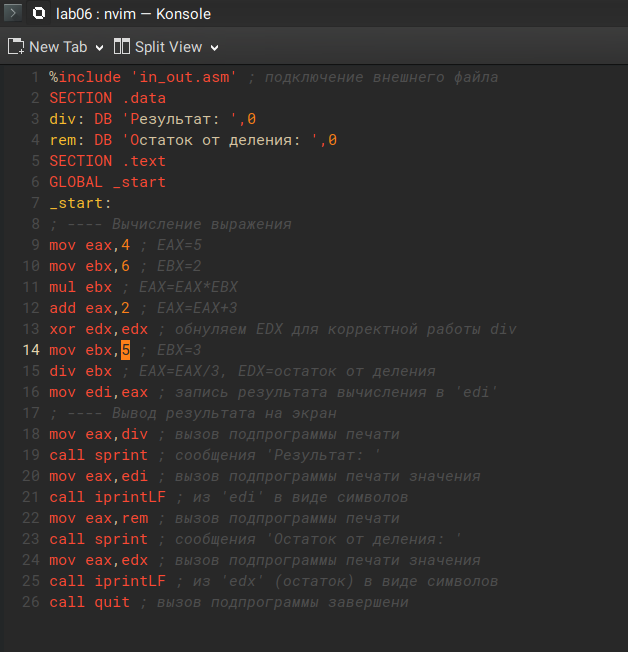 lab06 : nvim — Konsole
New Tab Split View
1 %include 'in_out.asm' ; подключение внешнего файла
2 SECTION .data
3 div: DB 'Результат: ',0
4 rem: DB 'Остаток от деления: ',0
5 SECTION .text
6 GLOBAL _start
7 _start:
8 ; ---- Вычисление выражения
9 mov eax,4 ; EAX=5
10 mov ebx,6 ; EBX=2
11 mul ebx ; EAX=EAX*EBX
12 add eax,2 ; EAX=EAX+3
13 xor edx,edx ; обнуляем EDX для корректной работы div
14 mov ebx,5 ; EBX=3
15 div ebx ; EAX=EAX/3, EDX=остаток от деления
16 mov edi,eax ; запись результата вычисления в 'edi'
17 ; ---- Вывод результата на экран
18 mov eax,div ; вызов подпрограммы печати
19 call sprint ; сообщения 'Результат: '
20 mov eax,edi ; вызов подпрограммы печати значения
21 call iprintLF ; из 'edi' в виде символов
22 mov eax,rem ; вызов подпрограммы печати
23 call sprint ; сообщения 'Остаток от деления: '
24 mov eax,edx ; вызов подпрограммы печати значения
25 call iprintLF ; из 'edx' (остаток) в виде символов
26 call quit ; вызов подпрограммы завершени